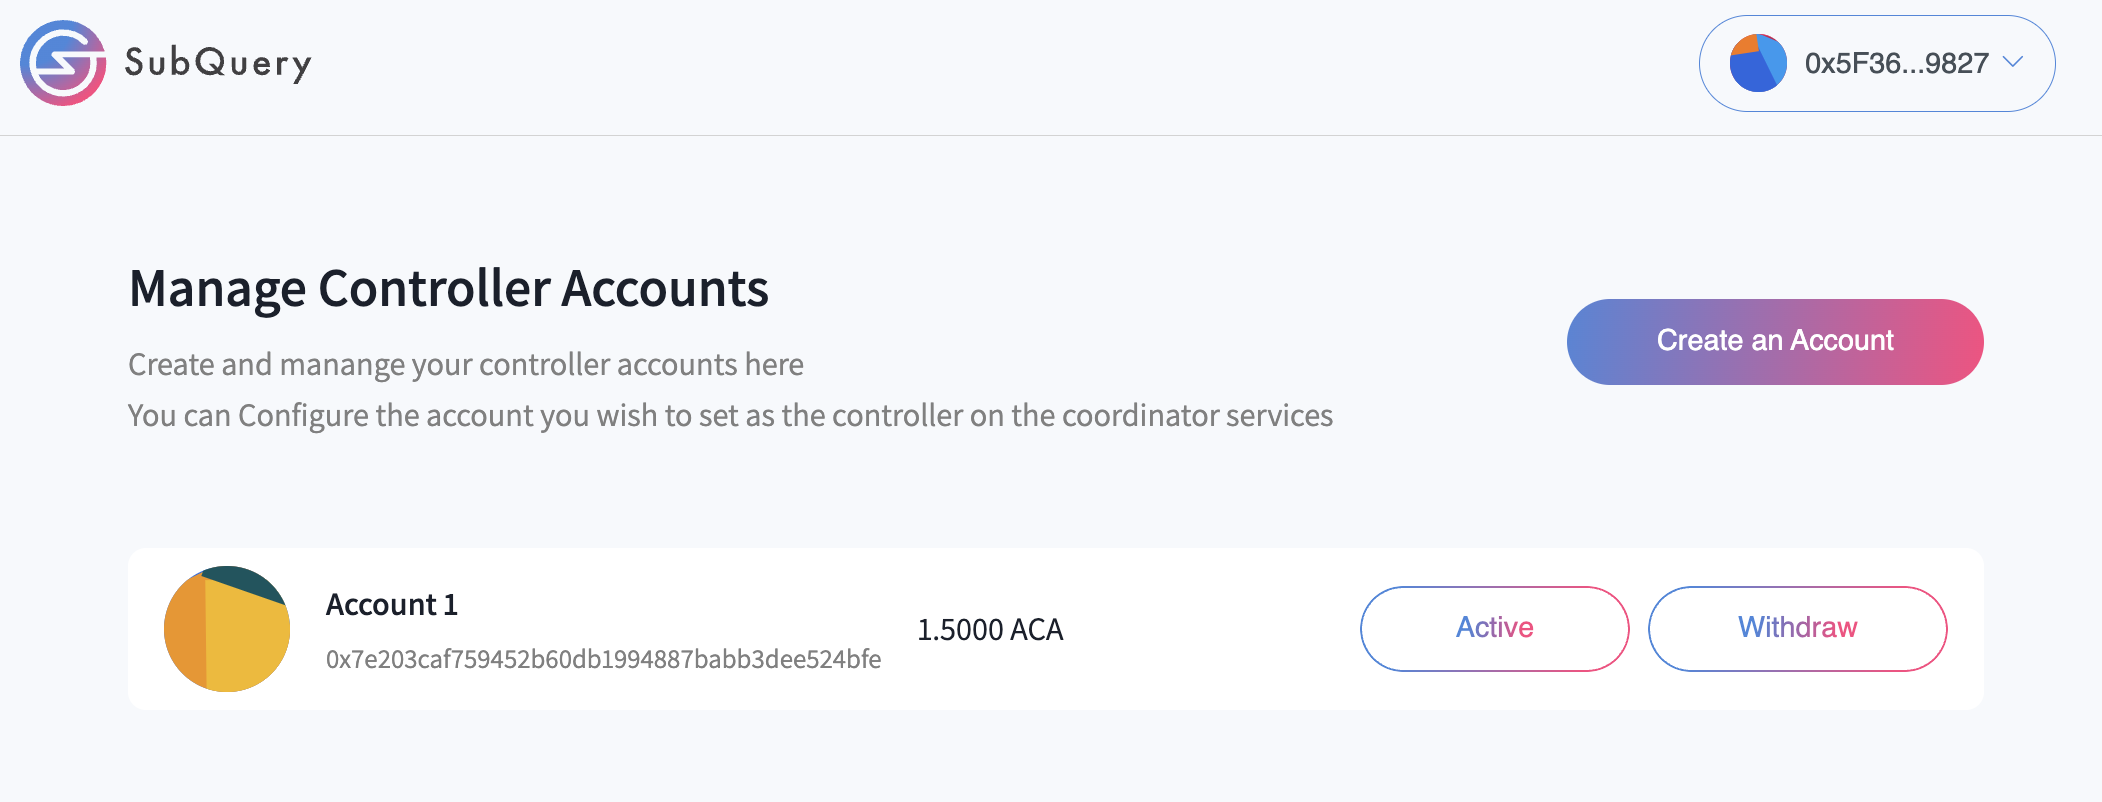 SubQuery
0x5F36...9827
Manage Controller Accounts
Create an Account
Create and manange your controller accounts here
You can Configure the account you wish to set as the controller on the coordinator services
Account 1
0x7e203caf759452b60db1994887babb3dee524bfe
1.5000 ACA
Active
Withdraw